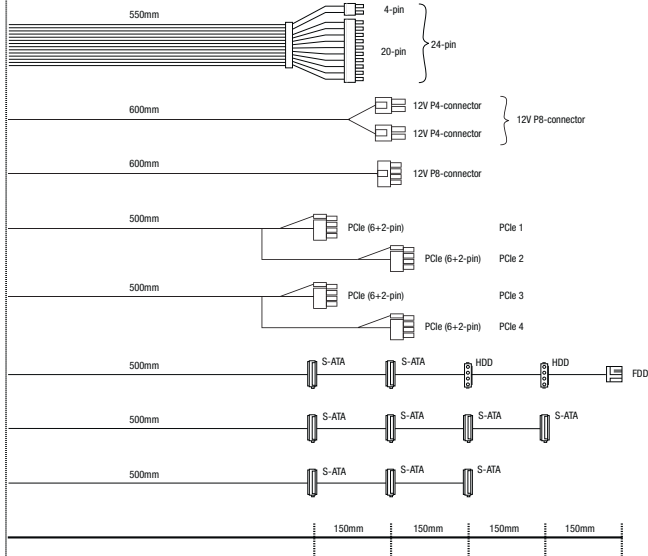 550mm
4-pin
20-pin
24-pin
600mm
12V P4-connector
12V P4-connector
12V P8-connector
600mm
12V P8-connector
500mm
PCIe (6+2-pin) PCIe 1
PCIe (6+2-pin) PCIe 2
500mm
PCIe (6+2-pin) PCIe 3
PCIe (6+2-pin) PCIe 4
500mm S-ATA S-ATA HDD HDD FDD
500mm S-ATA S-ATA S-ATA S-ATA
500mm S-ATA S-ATA S-ATA
150mm 150mm 150mm 150mm